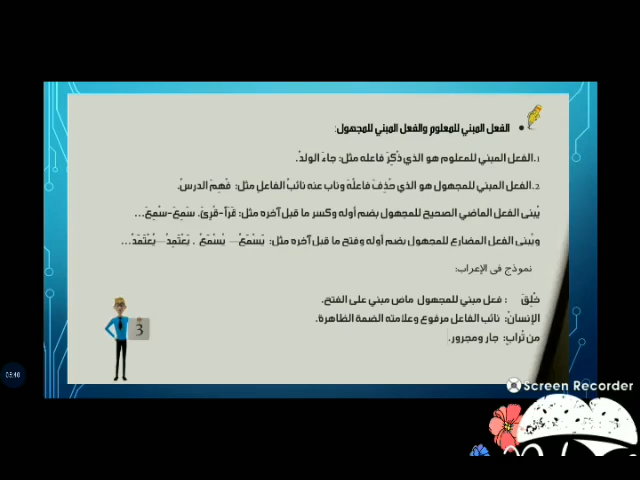 الفعل المبني للمعلوم والفعل المبني للمجهول:
1.الفعل المبني للمعلوم هو الذي ذُكِرَ فاعله مثل: جاءَ الولدُ.
2.الفعل المبني للمجهول هو الذي حُذِفَ فاعلُهُ وناب عنه نائبُ الفاعلِ مثل: فُهِمَ الدرسُ.
يُبنى الفعل الماضي الصحيح للمجهول بضم أوله وكسر ما قبل آخره مثل: قَرَأَ-قُرِئَ. سَمِعَ-سُمِعَ...
ويُبنى الفعل المضارع للمجهول بضم أوله وفتح ما قبل آخره مثل: يَسْمَعُ— يُسْمَعُ . يَعْتَمِدُ—يُعْتَمَدُ...
نموذج في الإعراب:
خُلِقَ : فعل مبني للمجهول ماض مبني على الفتح.
الإنسانُ: نائب الفاعل مرفوع وعلامته الضمة الظاهرة.
من تُرابٍ: جار ومجرور.
3
Screen Recorder